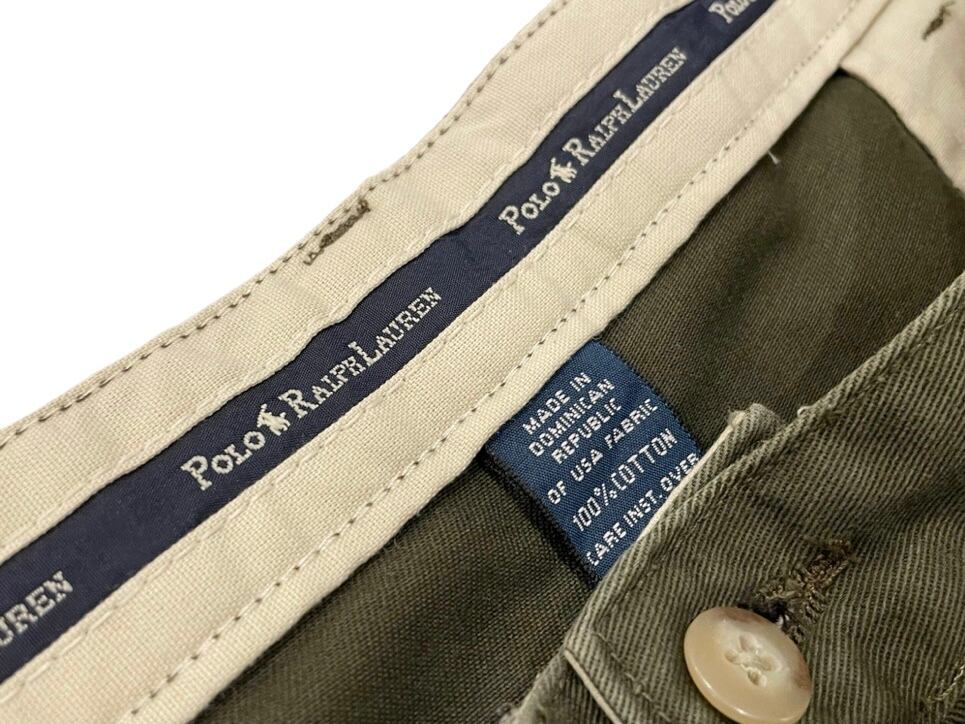 POLO
POLO RALPH LAUREN
POLO RALPH LAUREN
MADE IN
DOMINICAN
REPUBLIC
OF USA FABRIC
100% COTTON
CARE INST. OVER